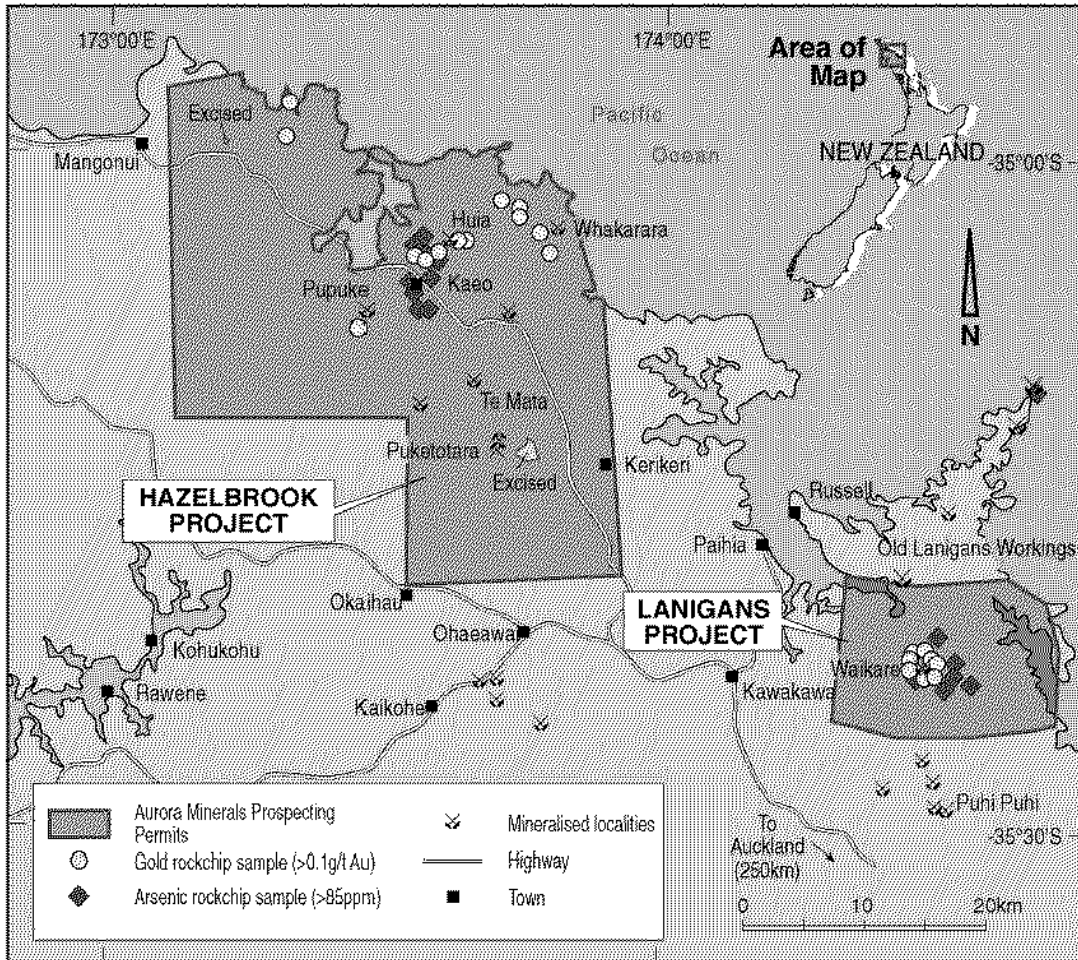 173°00'E
174°00'E
Area of
Map
Pacific
Ocean
NEW ZEALAND
-35°00'S
Excised
Mangonui
Huia
Whakarara
Kaeo
Pupuke
N
Te Mata
Puketotara
Excised
Kerikeri
HAZELBROOK
PROJECT
Russell
Paihia
Old Lanigans Workings
Okaihau
LANIGANS
PROJECT
Ohaeawai
Kohukohu
Waikare
Rawene
Kaikohe
Kawakawa
Puhi Puhi
-35°30'S
To
Auckland
(250km)
Aurora Minerals Prospecting
Permits
Mineralised localities
Gold rockchip sample (>0.1g/t Au)
Highway
Arsenic rockchip sample (>85ppm)
Town
0 10 20km